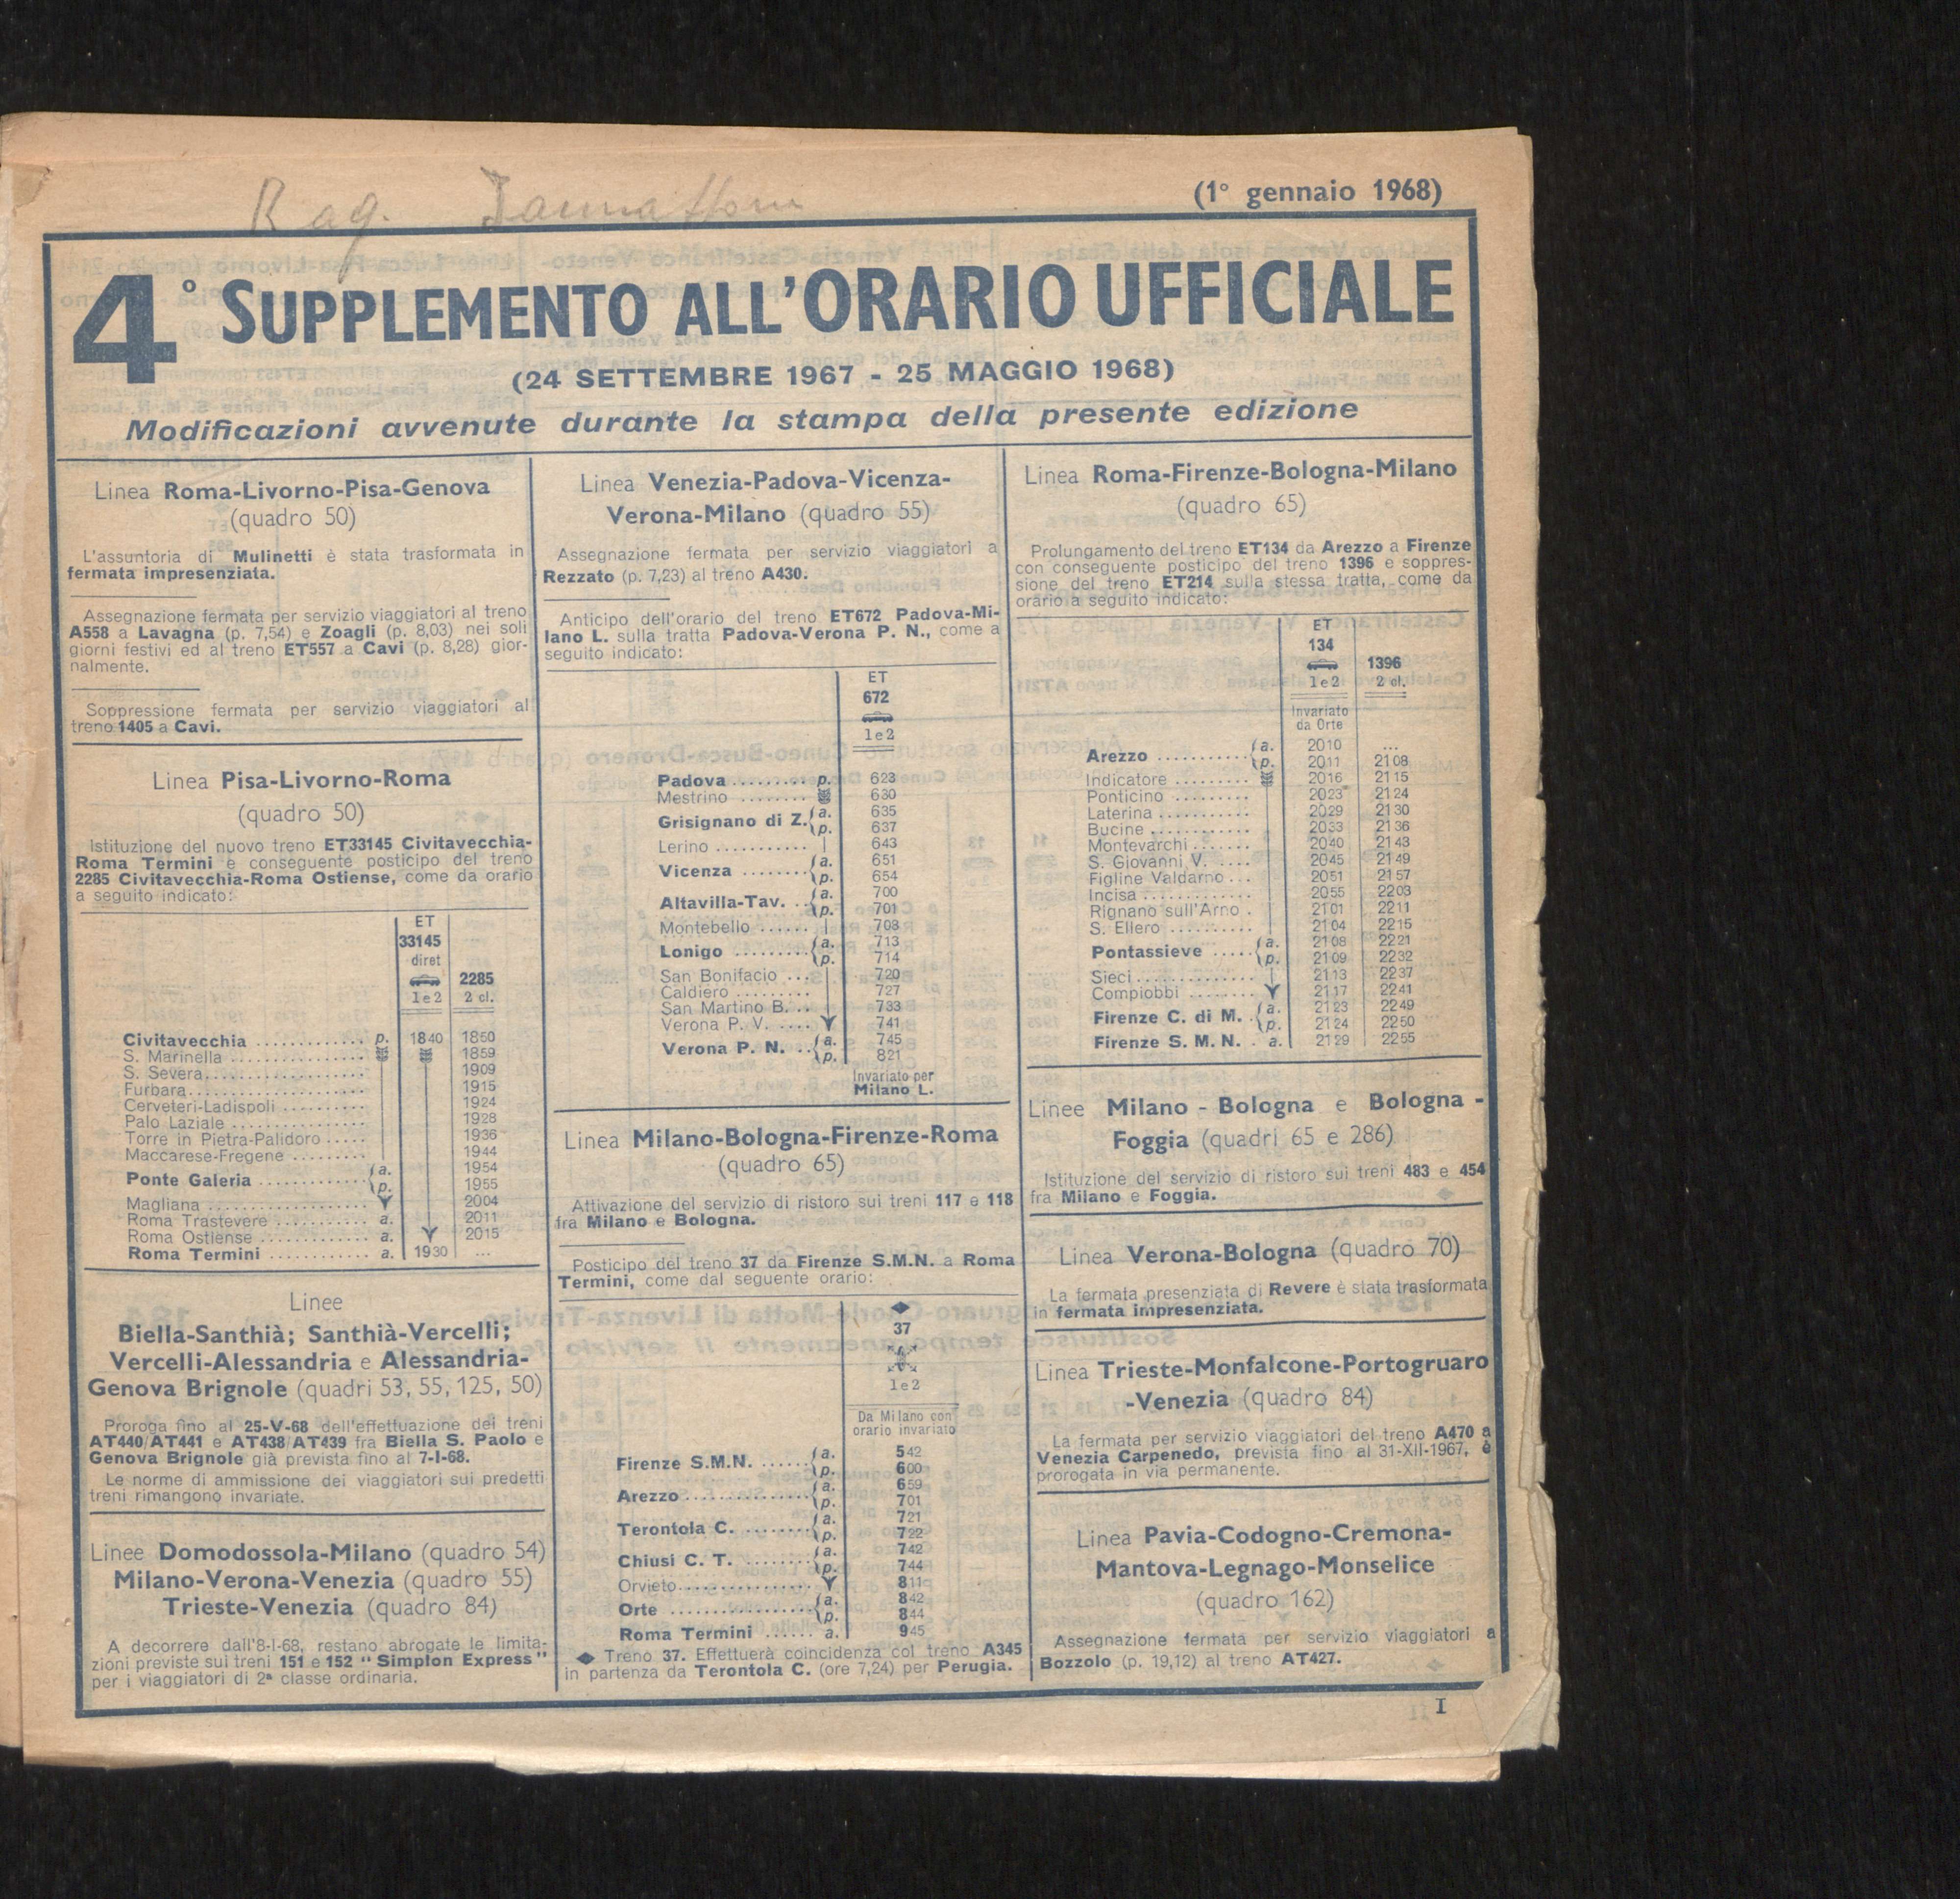 Rag.
(1° gennaio 1968)
4° SUPPLEMENTO ALL'ORARIO UFFICIALE
(24 SETTEMBRE 1967 - 25 MAGGIO 1968)
Modificazioni avvenute durante la stampa della presente edizione
Linea Roma-Livorno-Pisa-Genova
(quadro 50)
L'assuntoria di Mulinetti è stata trasformata in
fermata impresenziata.
Assegnazione fermata per servizio viaggiatori al treno
A558 a Lavagna (p. 7,54) e Zoagli (p. 8,03) nei soli
giorni festivi ed al treno ET557 a Cavi (p. 8,28) gior-
nalmente.
Soppressione fermata per servizio viaggiatori al
treno 1405 a Cavi.
Linea Pisa-Livorno-Roma
(quadro 50)
Istituzione del nuovo treno ET33145 Civitavecchia-
Roma Termini e conseguente posticipo del treno
2285 Civitavecchia-Roma Ostiense, come da orario
a seguito indicato:
ET
33145
diret
2285
1e2 2 cl.
Civitavecchia ............ p. 1840 1850
S. Marinella ............ 1859
S. Severa............ 1909
Furbara............ 1915
Cerveteri-Ladispoli .......... 1924
Palo Laziale ............ 1928
Torre in Pietra-Palidoro ..... 1936
Maccarese-Fregene ......... 1944
Ponte Galeria ............ a. 1954
p. 1955
Magliana ............ 2004
Roma Trastevere ........... a. 2011
Roma Ostiense ............ a. 2015
Roma Termini ............ a. 1930 ...
Linee
Biella-Santhià; Santhià-Vercelli;
Vercelli-Alessandria e Alessandria-
Genova Brignole (quadri 53, 55, 125, 50)
Proroga fino al 25-V-68 dell'effettuazione dei treni
AT440/AT441 e AT438/AT439 fra Biella S. Paolo e
Genova Brignole già prevista fino al 7-I-68.
Le norme di ammissione dei viaggiatori sui predetti
treni rimangono invariate.
Linee Domodossola-Milano (quadro 54)
Milano-Verona-Venezia (quadro 55)
Trieste-Venezia (quadro 84)
A decorrere dall'8-I-68, restano abrogate le limita-
zioni previste sui treni 151 e 152 " Simplon Express "
per i viaggiatori di 2ª classe ordinaria.
Linea Venezia-Padova-Vicenza-
Verona-Milano (quadro 55)
Assegnazione fermata per servizio viaggiatori a
Rezzato (p. 7,23) al treno A430.
Anticipo dell'orario del treno ET672 Padova-Mi-
lano L. sulla tratta Padova-Verona P. N., come a
seguito indicato:
ET
672
1e2
Padova ......... p. 623
Mestrino ........ 630
Grisignano di Z. a. 635
p. 637
Lerino ........... 643
Vicenza ........ a. 651
p. 654
Altavilla-Tav. .. a. 700
p. 701
Montebello ...... 708
Lonigo ......... a. 713
p. 714
San Bonifacio ... 720
Caldiero ......... 727
San Martino B. .. 733
Verona P. V. .... 741
Verona P. N. .. a. 745
p. 821
Invariato per
Milano L.
Linea Milano-Bologna-Firenze-Roma
(quadro 65)
Attivazione del servizio di ristoro sui treni 117 e 118
fra Milano e Bologna.
Posticipo del treno 37 da Firenze S.M.N. a Roma
Termini, come dal seguente orario:
◆
37
1e2
Da Milano con
orario invariato
Firenze S.M.N. ...... a. 542
p. 600
Arezzo ............... a. 659
p. 701
Terontola C. ........ a. 721
p. 722
Chiusi C. T. ........ a. 742
p. 744
Orvieto................ 811
Orte ................. a. 842
p. 844
Roma Termini ...... a. 945
◆ Treno 37. Effettuerà coincidenza col treno A345
in partenza da Terontola C. (ore 7,24) per Perugia.
Linea Roma-Firenze-Bologna-Milano
(quadro 65)
Prolungamento del treno ET134 da Arezzo a Firenze
con conseguente posticipo del treno 1396 e soppres-
sione del treno ET214 sulla stessa tratta, come da
orario a seguito indicato:
ET
134
1396
1e2 2 cl.
Invariato
da Orte
Arezzo ........... a. 2010 ...
p. 2011 2108
Indicatore ......... 2016 2115
Ponticino ......... 2023 2124
Laterina ........... 2029 2130
Bucine ............ 2033 2136
Montevarchi ....... 2040 2143
S. Giovanni V. .... 2045 2149
Figline Valdarno ... 2051 2157
Incisa ............. 2055 2203
Rignano sull'Arno . 2101 2211
S. Ellero .......... 2104 2215
Pontassieve ..... a. 2108 2221
p. 2109 2232
Sieci .............. 2113 2237
Compiobbi ........ 2117 2241
Firenze C. di M. . a. 2123 2249
p. 2124 2250
Firenze S. M. N. . a. 2129 2255
Linee Milano - Bologna e Bologna -
Foggia (quadri 65 e 286)
Istituzione del servizio di ristoro sui treni 483 e 454
fra Milano e Foggia.
Linea Verona-Bologna (quadro 70)
La fermata presenziata di Revere è stata trasformata
in fermata impresenziata.
Linea Trieste-Monfalcone-Portogruaro
-Venezia (quadro 84)
La fermata per servizio viaggiatori del treno A470 a
Venezia Carpenedo, prevista fino al 31-XII-1967, è
prorogata in via permanente.
Linea Pavia-Codogno-Cremona-
Mantova-Legnago-Monselice
(quadro 162)
Assegnazione fermata per servizio viaggiatori a
Bozzolo (p. 19,12) al treno AT427.
I